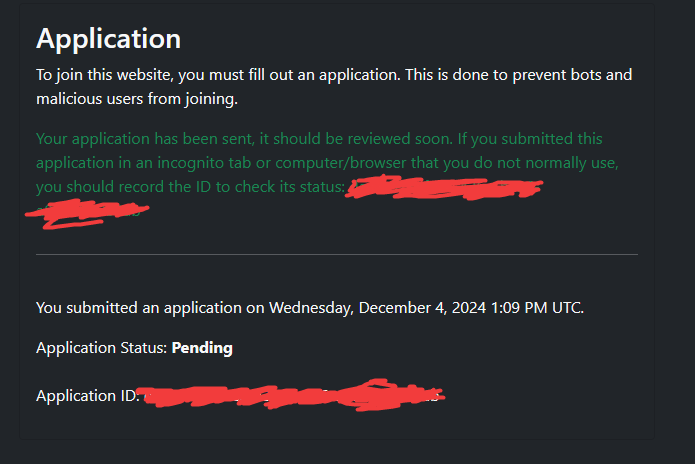 Application
To join this website, you must fill out an application. This is done to prevent bots and
malicious users from joining.
Your application has been sent, it should be reviewed soon. If you submitted this
application in an incognito tab or computer/browser that you do not normally use,
you should record the ID to check its status:
You submitted an application on Wednesday, December 4, 2024 1:09 PM UTC.
Application Status: Pending
Application ID: